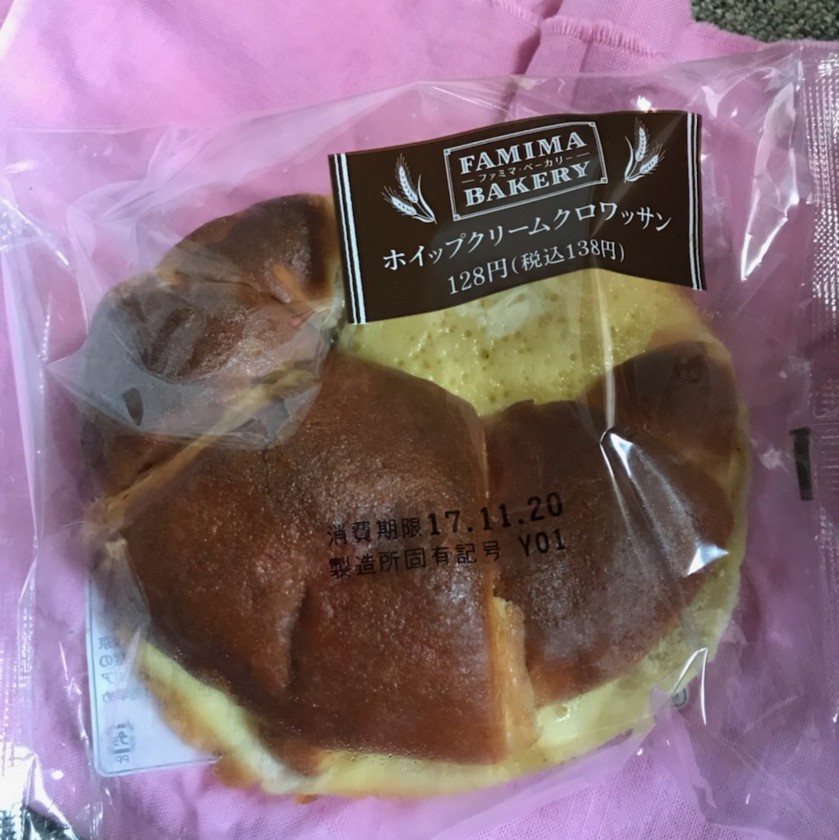 FAMIMA
ファミマ・ベーカリー
BAKERY
ホイップクリームクロワッサン
128円(税込138円)
消費期限17.11.20
製造所固有記号 Y01